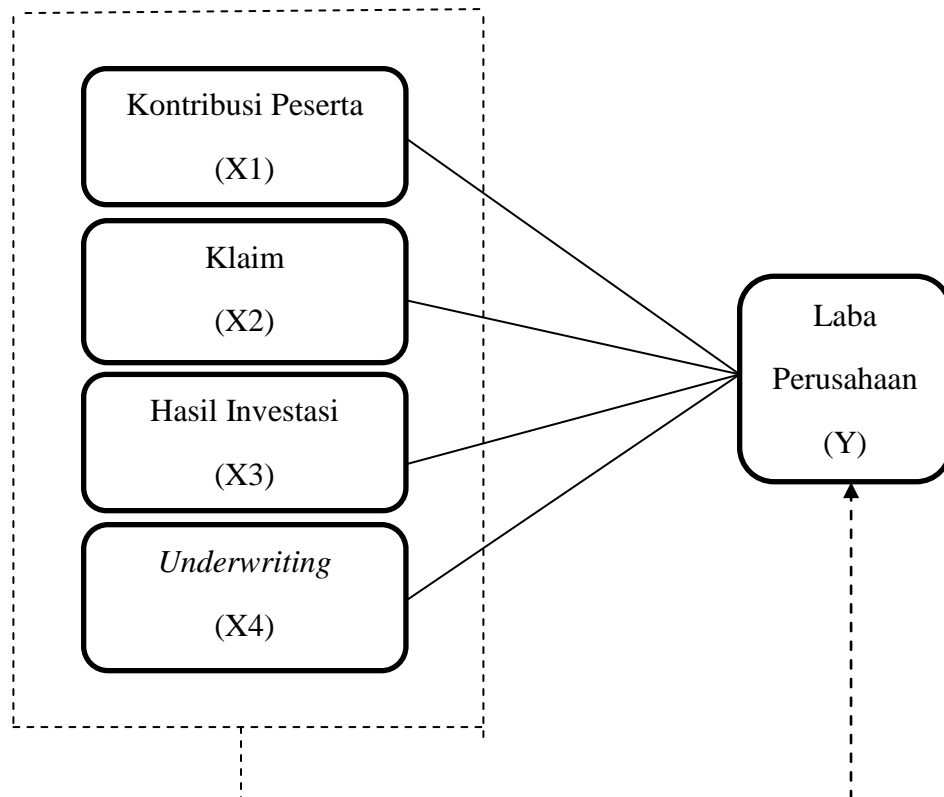 Kontribusi Peserta
(X1)
Klaim
(X2)
Hasil Investasi
(X3)
Underwriting
(X4)
Laba
Perusahaan
(Y)